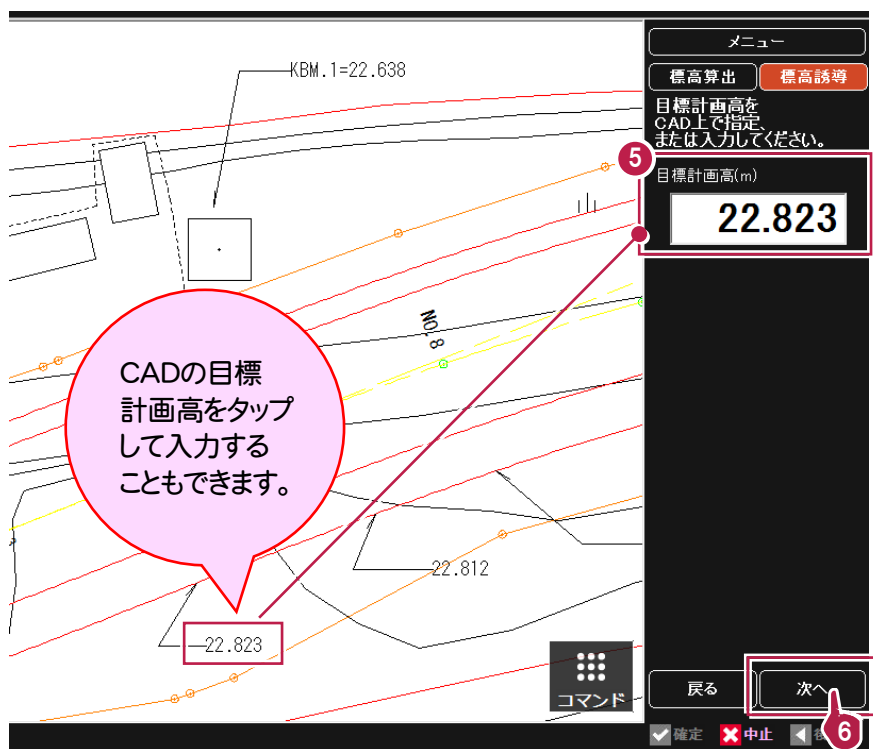 メニュー
標高算出 標高誘導
目標計画高を
CAD上で指定、
または入力してください。
5
目標計画高(m)
22.823
KBM.1=22.638
NO.8
CADの目標
計画高をタップ
して入力する
こともできます。
22.812
22.823
コマンド
戻る 次へ
6
確定 中止